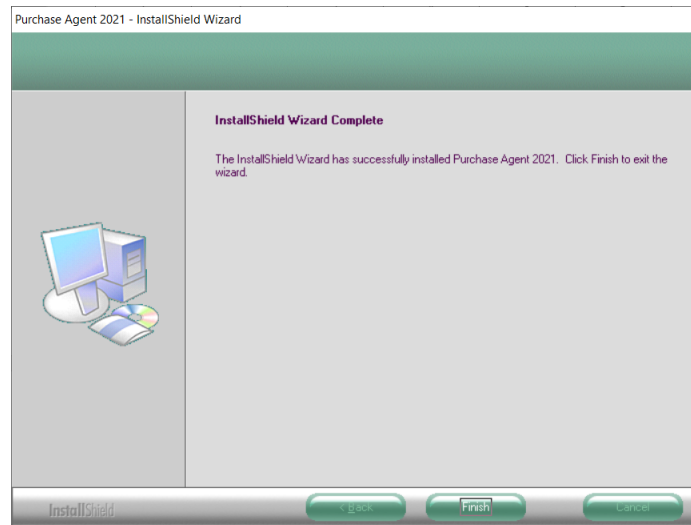 Purchase Agent 2021 - InstallShield Wizard
InstallShield Wizard Complete
The InstallShield Wizard has successfully installed Purchase Agent 2021. Click Finish to exit the
wizard.
InstallShield
< Back
Finish
Cancel